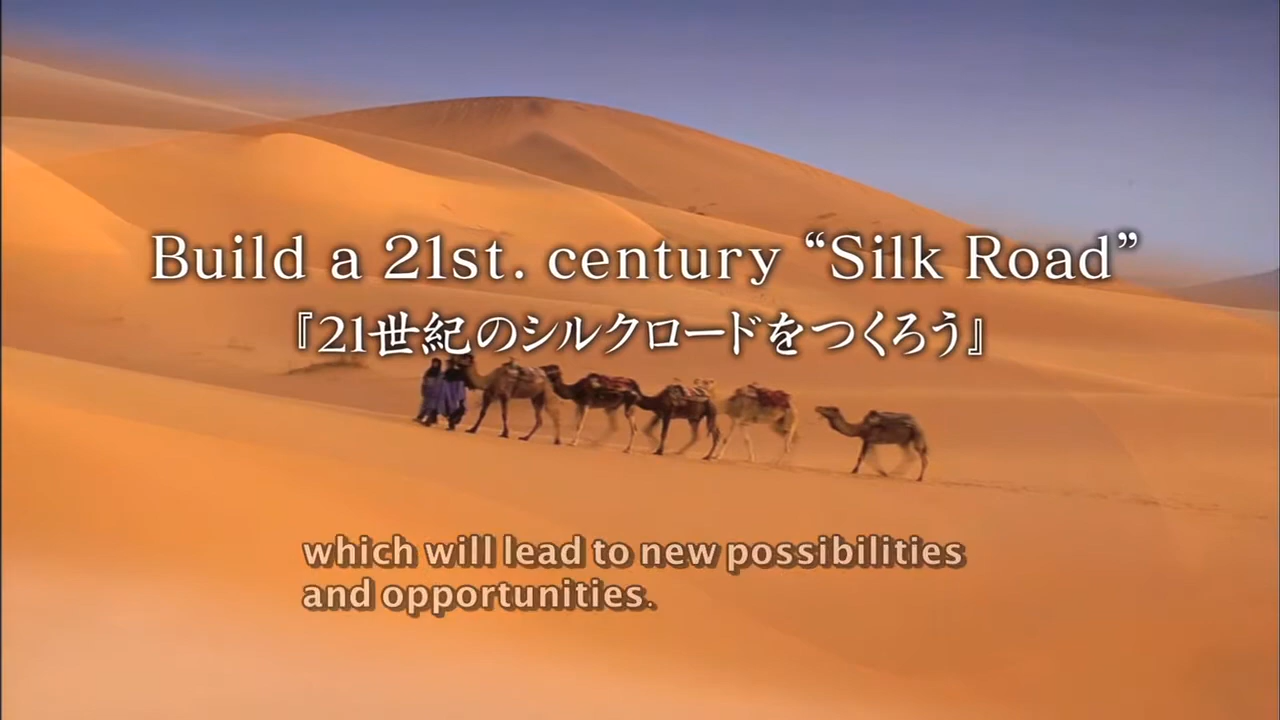 Build a 21st. century “Silk Road”
『21世紀のシルクロードをつくろう』
which will lead to new possibilities
and opportunities.